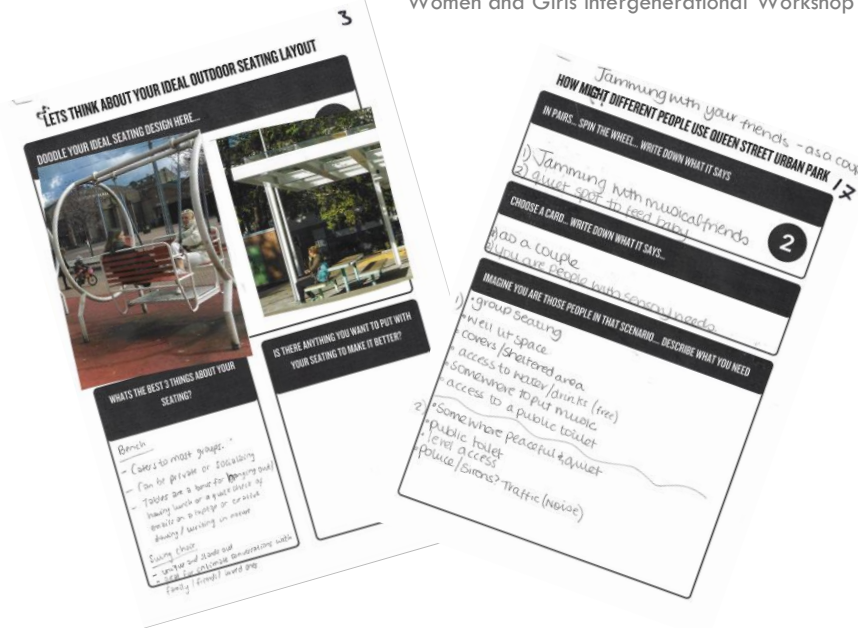 Women and Girls Intergenerational Workshop
3
LETS THINK ABOUT YOUR IDEAL OUTDOOR SEATING LAYOUT
DOODLE YOUR IDEAL SEATING DESIGN HERE...
WHATS THE BEST 3 THINGS ABOUT YOUR
SEATING?
Bench
- Caters to most groups.
- Can be private or socialising
- Tables are a bonus for hanging out/
having lunch or a quick check of
emails on a laptop or creative
drawing / writing in nature
Swing chair
- unique and stands out
- ideal for intimate conversations with
family / friends / loved ones
IS THERE ANYTHING YOU WANT TO PUT WITH
YOUR SEATING TO MAKE IT BETTER?
Jamming with your friends - as a coup
HOW MIGHT DIFFERENT PEOPLE USE QUEEN STREET URBAN PARK
17
IN PAIRS... SPIN THE WHEEL... WRITE DOWN WHAT IT SAYS
1) Jamming with musical friends
2) quiet spot to feed baby
2
CHOOSE A CARD... WRITE DOWN WHAT IT SAYS...
as a couple
you are people with sensory needs
IMAGINE YOU ARE THOSE PEOPLE IN THAT SCENARIO... DESCRIBE WHAT YOU NEED
1) • group seating
• well lit space
• covers/sheltered area
• access to water/drinks (free)
• somewhere to put music
• access to a public toilet
2) • Somewhere peaceful & quiet
• public toilet
• level access
• police/sirens? Traffic (NOISE)